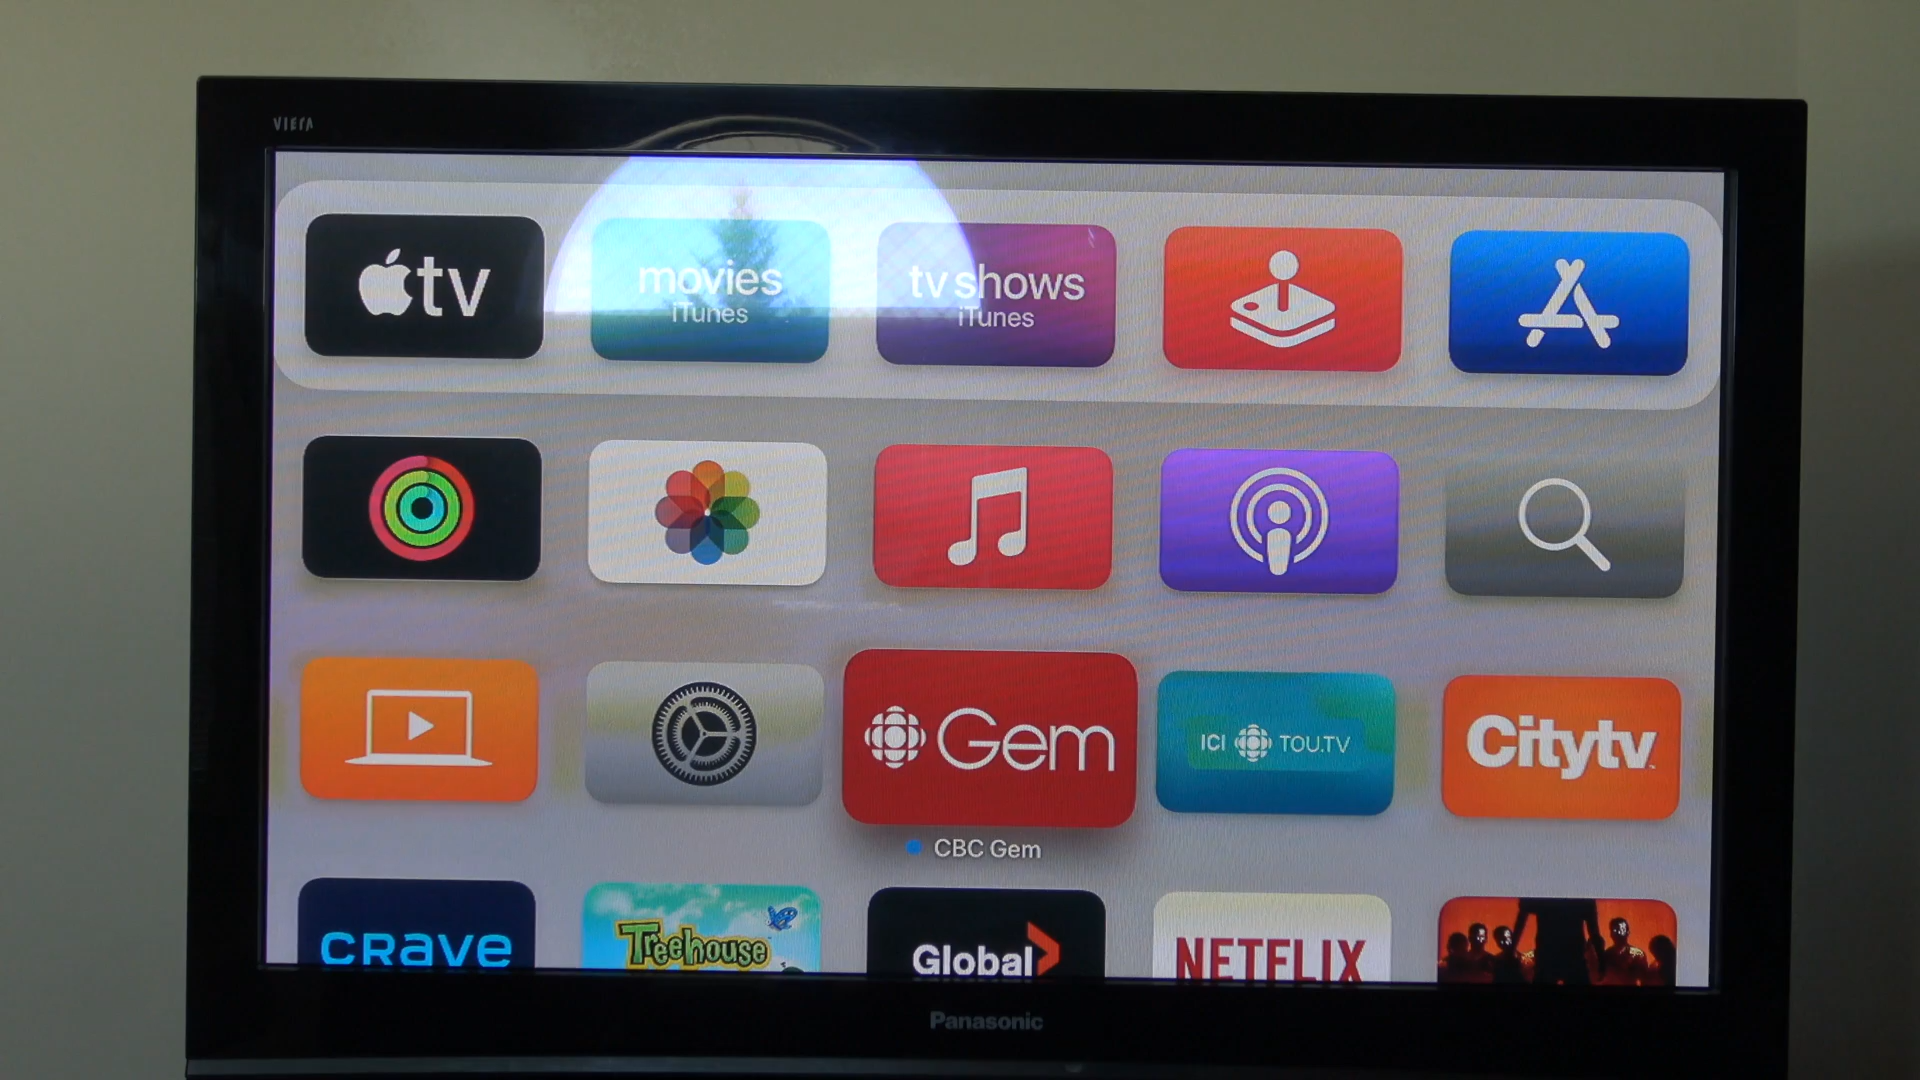 VIERA
tv
movies
iTunes
tv shows
iTunes
Gem
ICI TOU.TV
Citytv
CBC Gem
CRAVE
Treehouse
Global
NETFLIX
Panasonic